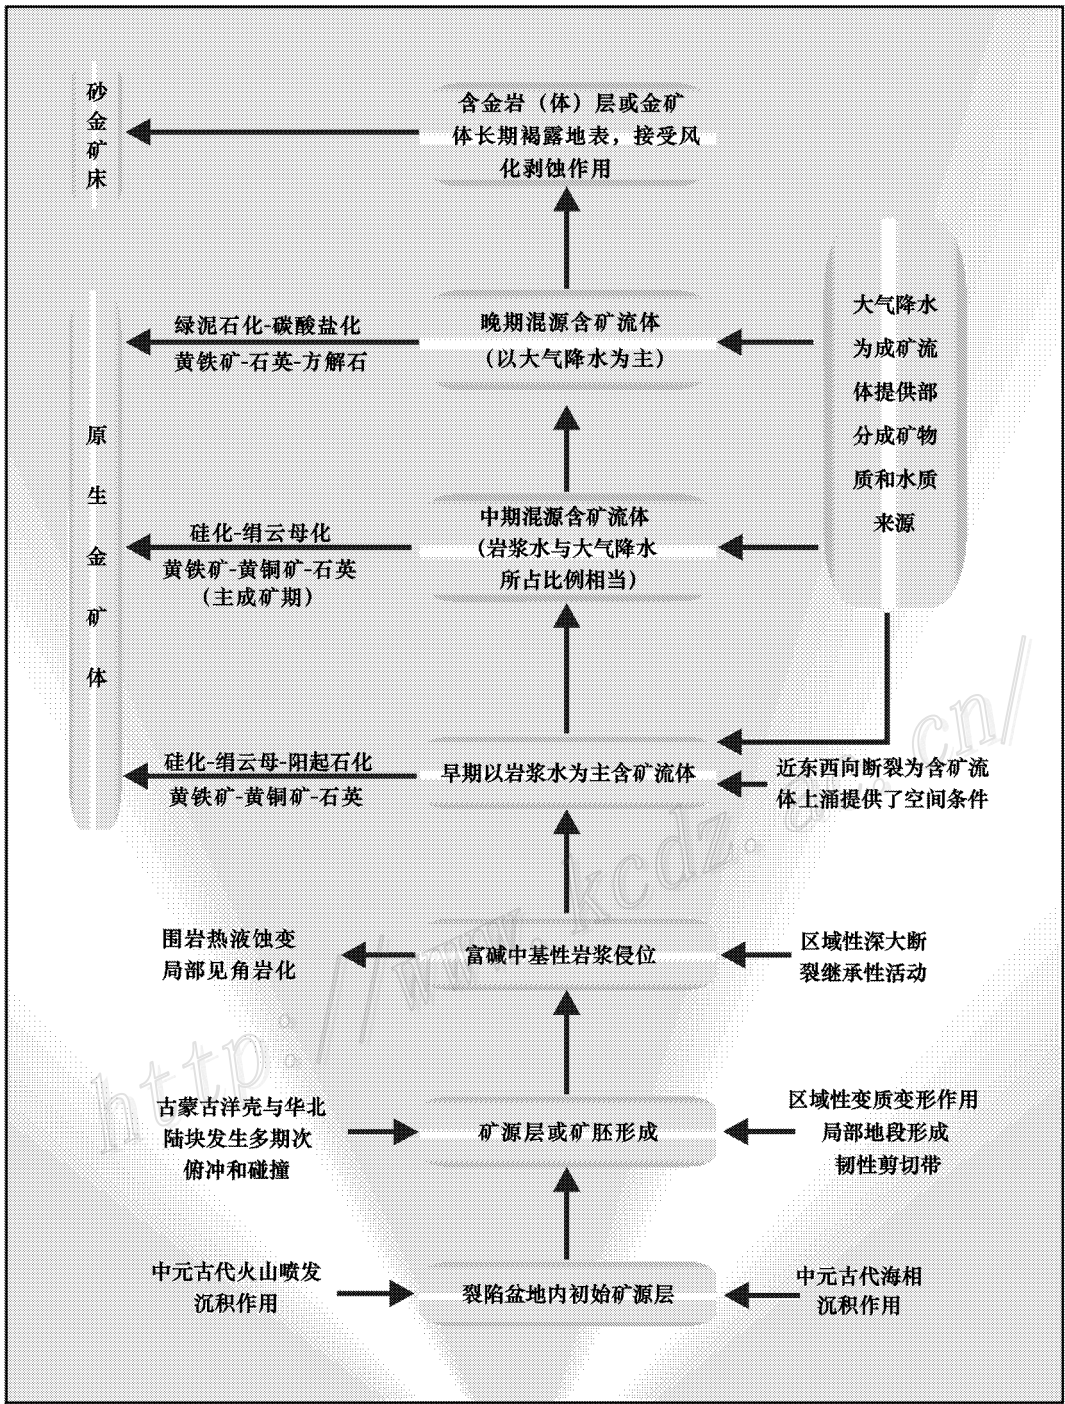 砂
金
矿
床
含金岩（体）层或金矿
体长期褐露地表，接受风
化剥蚀作用
绿泥石化-碳酸盐化
黄铁矿-石英-方解石
晚期混源含矿流体
(以大气降水为主)
大气降水
为成矿流
体提供部
分成矿物
质和水质
来源
原
生
金
矿
体
硅化-绢云母化
黄铁矿-黄铜矿-石英
(主成矿期)
中期混源含矿流体
(岩浆水与大气降水
所占比例相当)
硅化-绢云母-阳起石化
黄铁矿-黄铜矿-石英
早期以岩浆水为主含矿流体
近东西向断裂为含矿流
体上涌提供了空间条件
围岩热液蚀变
局部见角岩化
富碱中基性岩浆侵位
区域性深大断
裂继承性活动
古蒙古洋壳与华北
陆块发生多期次
俯冲和碰撞
矿源层或矿胚形成
区域性变质变形作用
局部地段形成
韧性剪切带
中元古代火山喷发
沉积作用
裂陷盆地内初始矿源层
中元古代海相
沉积作用